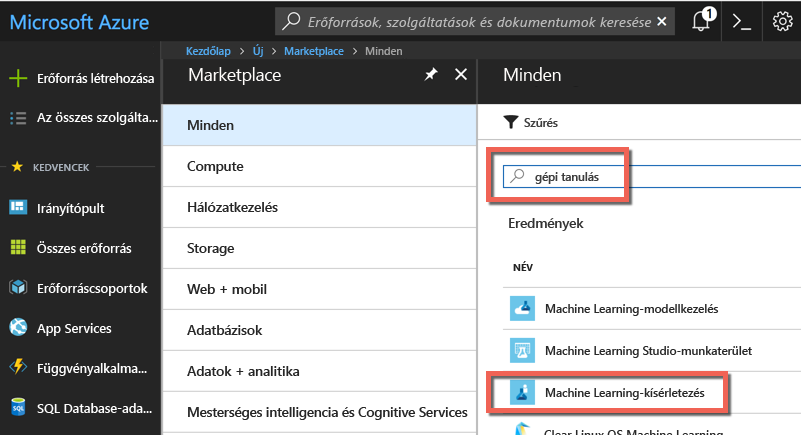 Microsoft Azure
Erőforrások, szolgáltatások és dokumentumok keresése
1
Kezdőlap > Új > Marketplace > Minden
Erőforrás létrehozása
Az összes szolgálta...
KEDVENCEK
Irányítópult
Összes erőforrás
Erőforráscsoportok
App Services
Függvényalkalma...
SQL Database-ada...
Marketplace
Minden
Compute
Hálózatkezelés
Storage
Web + mobil
Adatbázisok
Adatok + analitika
Mesterséges intelligencia és Cognitive Services
Minden
Szűrés
gépi tanulás
Eredmények
NÉV
Machine Learning-modellkezelés
Machine Learning Studio-munkaterület
Machine Learning-kísérletezés
Clear Linux OS Machine Learning